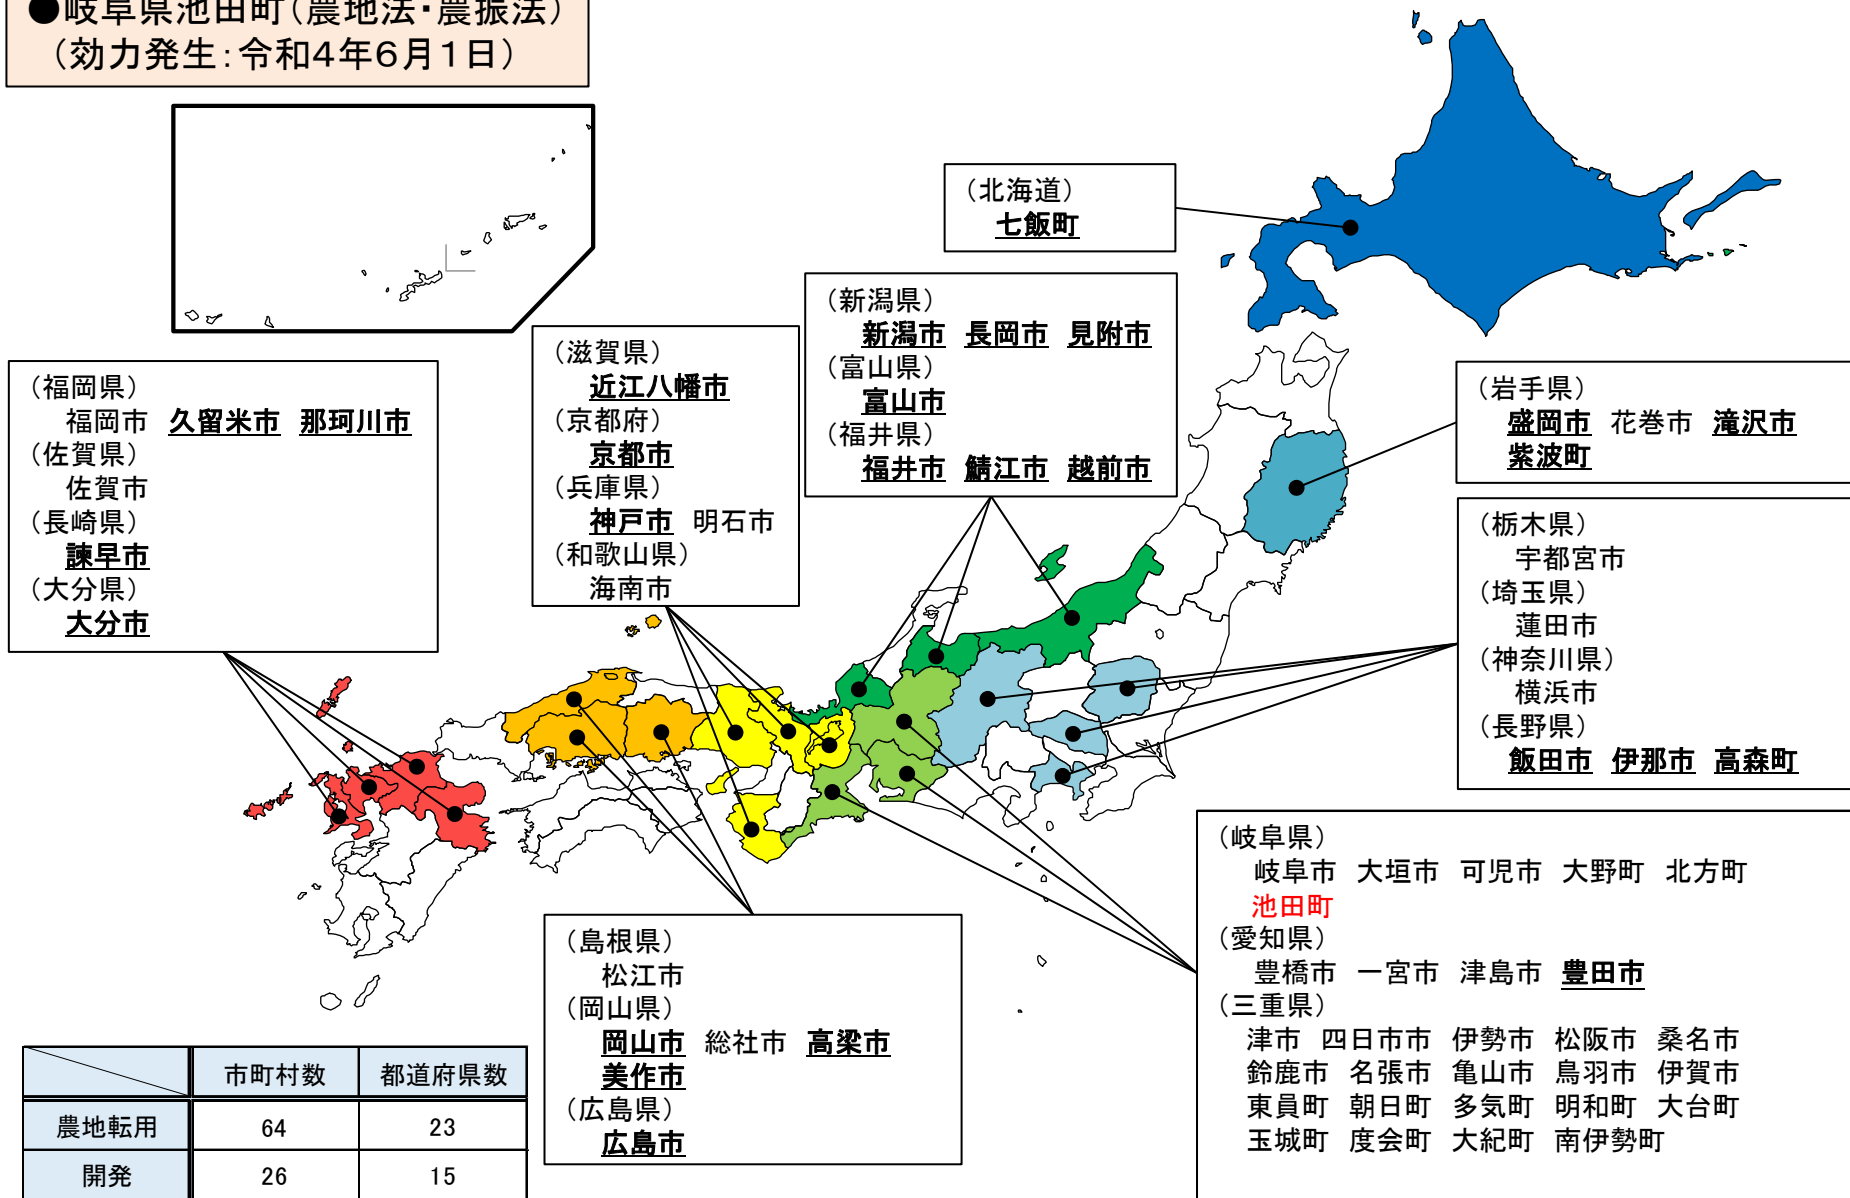 ●岐阜県池田町（農地法・農振法）
（効力発生：令和４年６月１日）
（北海道）
七飯町
（新潟県）
新潟市　長岡市　見附市
（富山県）
富山市
（福井県）
福井市　鯖江市　越前市
（滋賀県）
近江八幡市
（京都府）
京都市
（兵庫県）
神戸市　明石市
（和歌山県）
海南市
（福岡県）
福岡市　久留米市　那珂川市
（佐賀県）
佐賀市
（長崎県）
諫早市
（大分県）
大分市
（岩手県）
盛岡市　花巻市　滝沢市
紫波町
（栃木県）
宇都宮市
（埼玉県）
蓮田市
（神奈川県）
横浜市
（長野県）
飯田市　伊那市　高森町
（岐阜県）
岐阜市　大垣市　可児市　大野町　北方町
池田町
（愛知県）
豊橋市　一宮市　津島市　豊田市
（三重県）
津市　四日市市　伊勢市　松阪市　桑名市
鈴鹿市　名張市　亀山市　鳥羽市　伊賀市
東員町　朝日町　多気町　明和町　大台町
玉城町　度会町　大紀町　南伊勢町
（島根県）
松江市
（岡山県）
岡山市　総社市　高梁市
美作市
（広島県）
広島市
市町村数　都道府県数
農地転用　64　23
開発　26　15